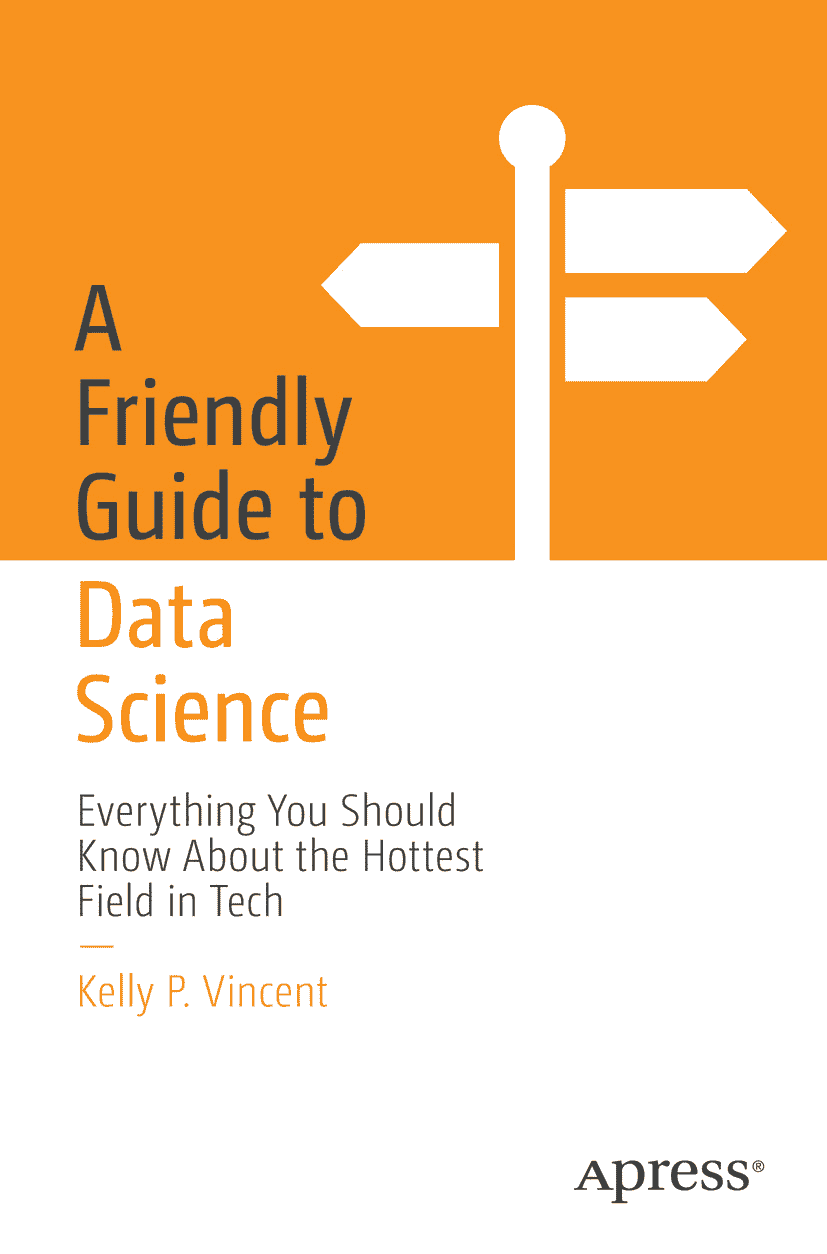 A
Friendly
Guide to
Data
Science
Everything You Should
Know About the Hottest
Field in Tech
Kelly P. Vincent
Apress®